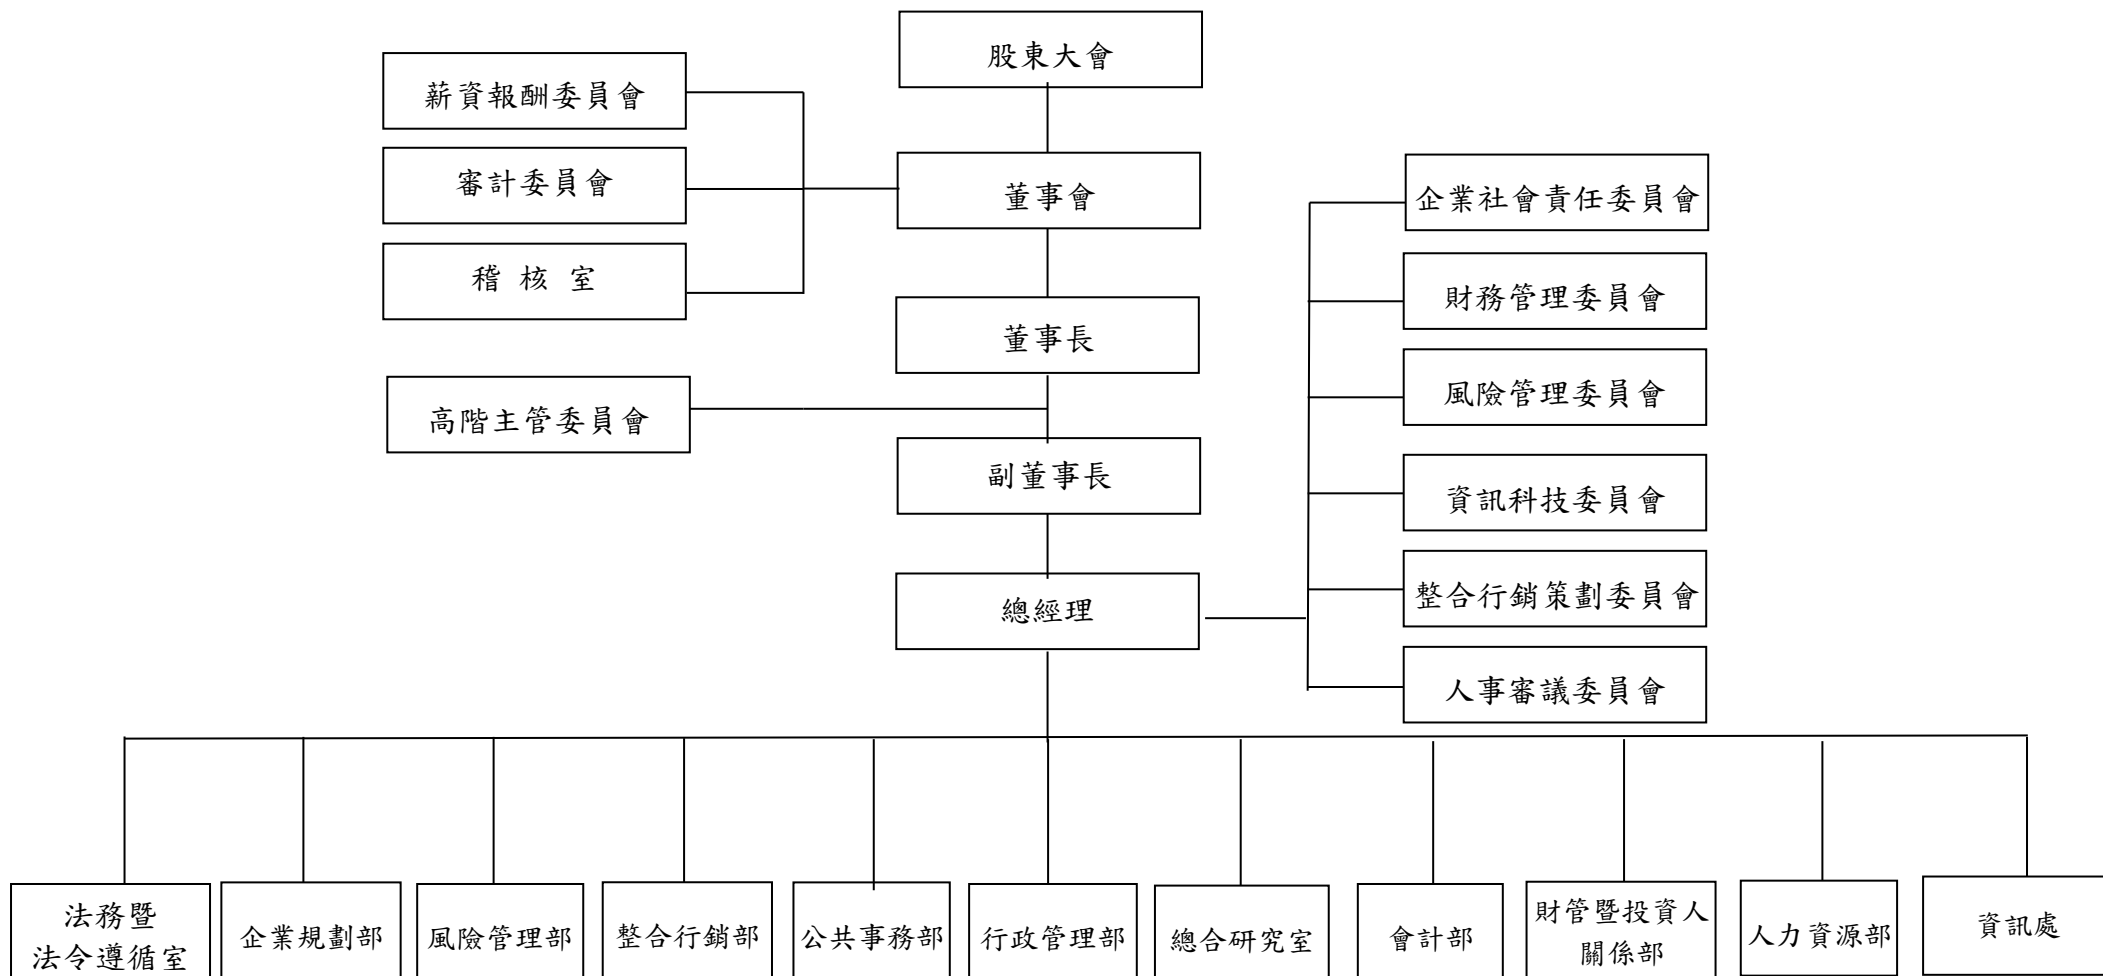 股東大會
薪資報酬委員會
審計委員會
董事會
企業社會責任委員會
稽 核 室
財務管理委員會
董事長
風險管理委員會
高階主管委員會
副董事長
資訊科技委員會
總經理
整合行銷策劃委員會
人事審議委員會
法務暨
法令遵循室
企業規劃部
風險管理部
整合行銷部
公共事務部
行政管理部
總合研究室
會計部
財管暨投資人
關係部
人力資源部
資訊處